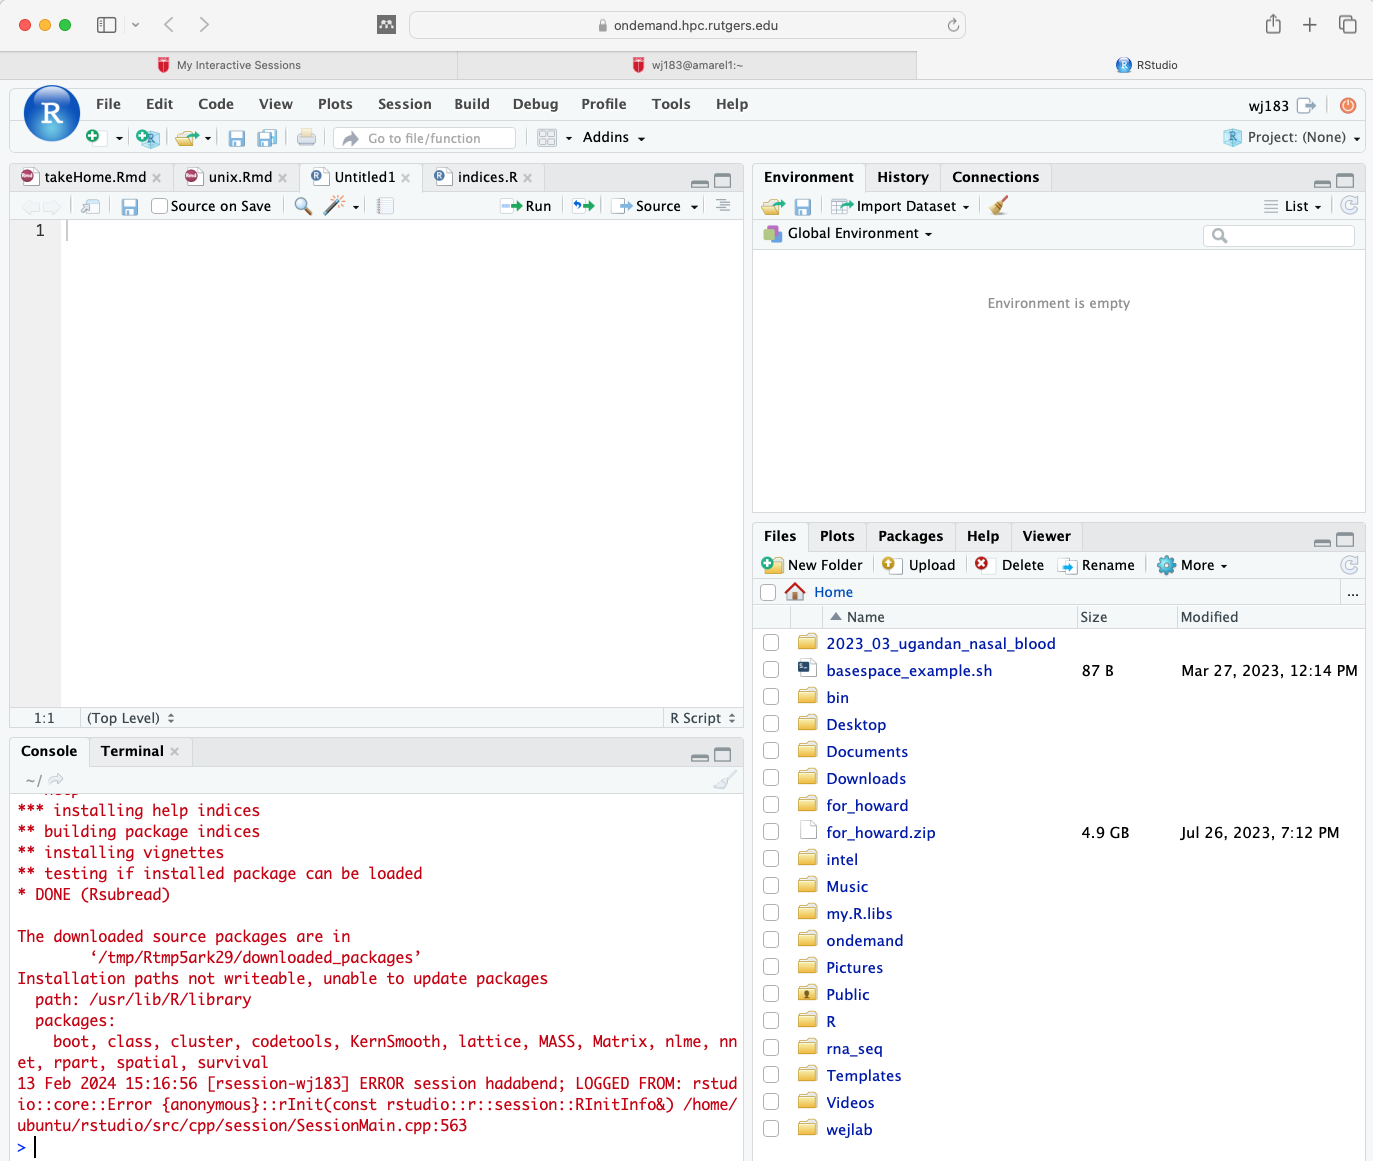 ondemand.hpc.rutgers.edu
My Interactive Sessions
wj183@amarel1:~
RStudio
R
File Edit Code View Plots Session Build Debug Profile Tools Help
wj183
Go to file/function
Addins
Project: (None)
takeHome.Rmd
unix.Rmd
Untitled1
indices.R
Source on Save
Run
Source
1
1:1
(Top Level)
R Script
Console
Terminal
~/
*** installing help indices
** building package indices
** installing vignettes
** testing if installed package can be loaded
* DONE (Rsubread)
The downloaded source packages are in
‘/tmp/Rtmp5ark29/downloaded_packages’
Installation paths not writeable, unable to update packages
path: /usr/lib/R/library
packages:
boot, class, cluster, codetools, KernSmooth, lattice, MASS, Matrix, nlme, nn
et, rpart, spatial, survival
13 Feb 2024 15:16:56 [rsession-wj183] ERROR session hadabend; LOGGED FROM: rstud
io::core::Error {anonymous}::rInit(const rstudio::r::session::RInitInfo&) /home/
ubuntu/rstudio/src/cpp/session/SessionMain.cpp:563
>
Environment History Connections
Import Dataset
List
Global Environment
Environment is empty
Files Plots Packages Help Viewer
New Folder Upload Delete Rename More
Home
...
Name Size Modified
2023_03_ugandan_nasal_blood
basespace_example.sh 87 B Mar 27, 2023, 12:14 PM
bin
Desktop
Documents
Downloads
for_howard
for_howard.zip 4.9 GB Jul 26, 2023, 7:12 PM
intel
Music
my.R.libs
ondemand
Pictures
Public
R
rna_seq
Templates
Videos
wejlab